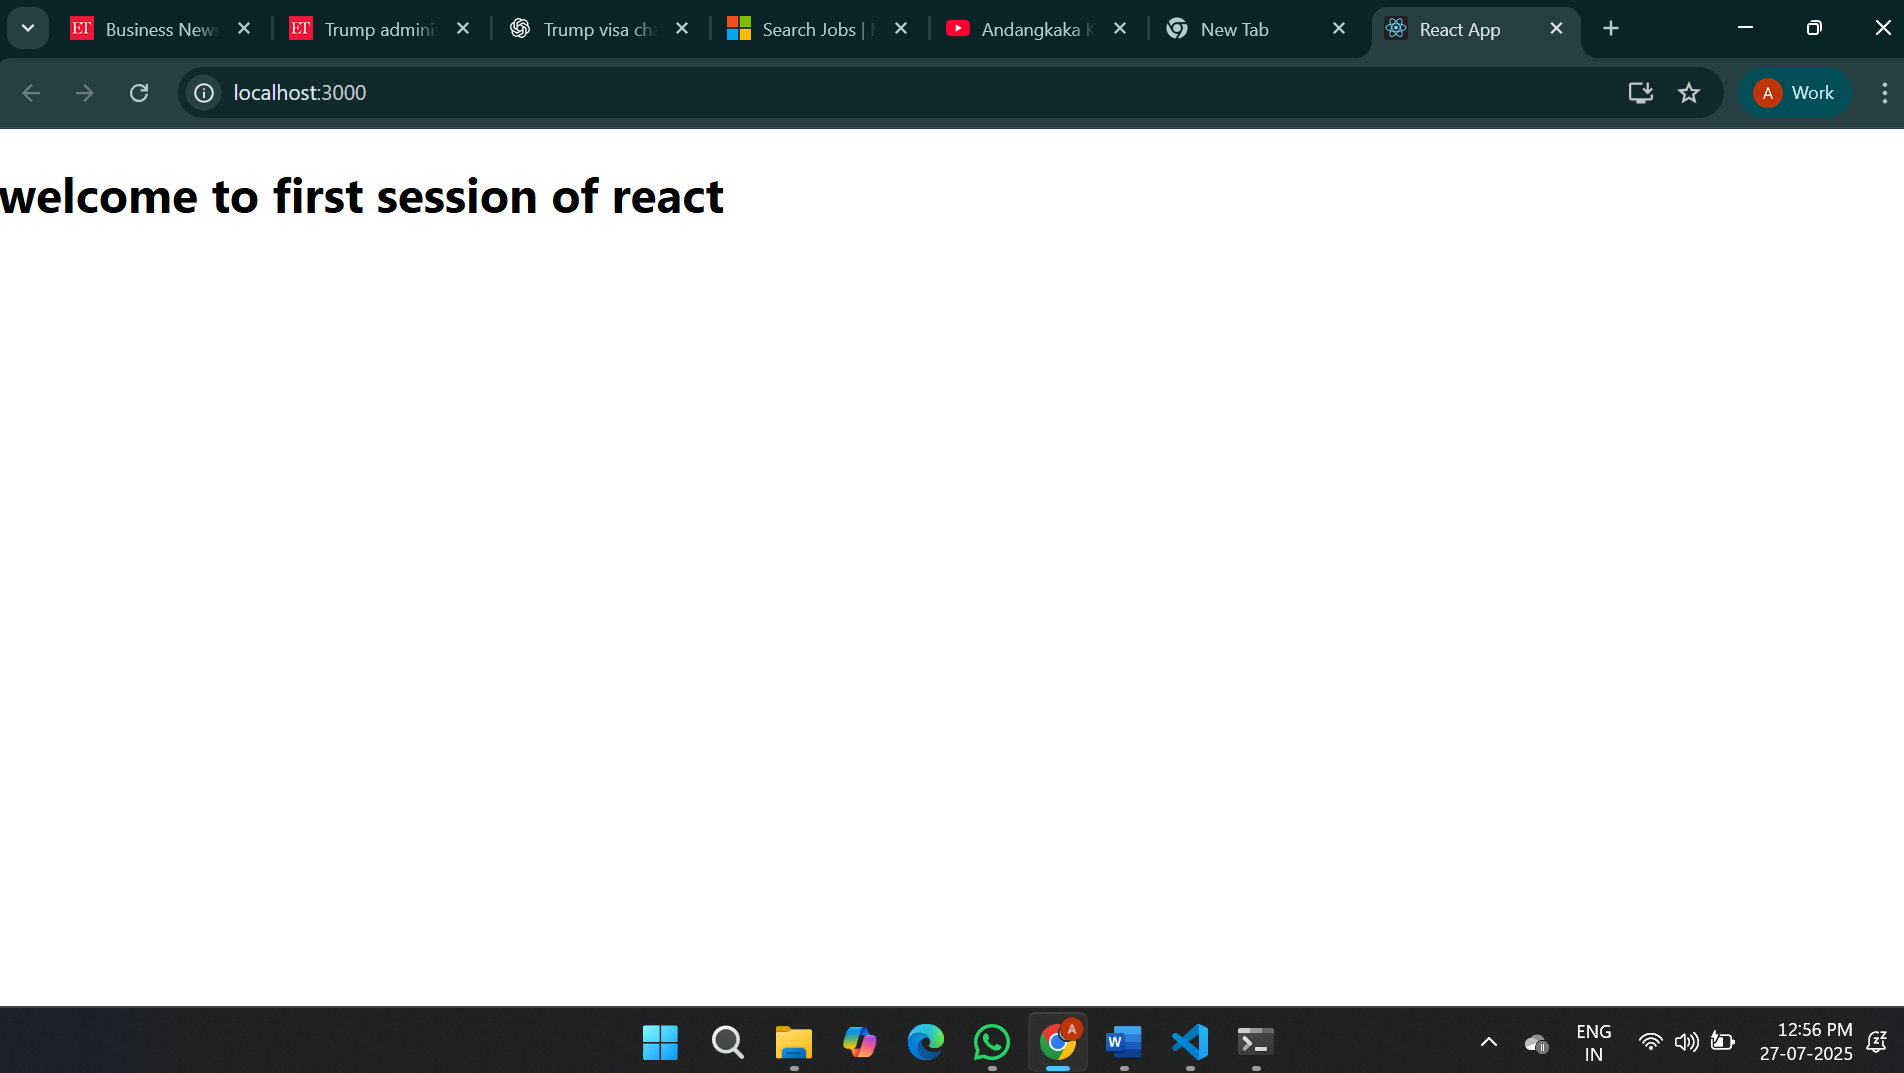 ET Business News
ET Trump adminis
Trump visa cha
Search Jobs |
Andangkaka K
New Tab
React App
localhost:3000
A Work
welcome to first session of react
A
W
ENG
IN
12:56 PM
27-07-2025